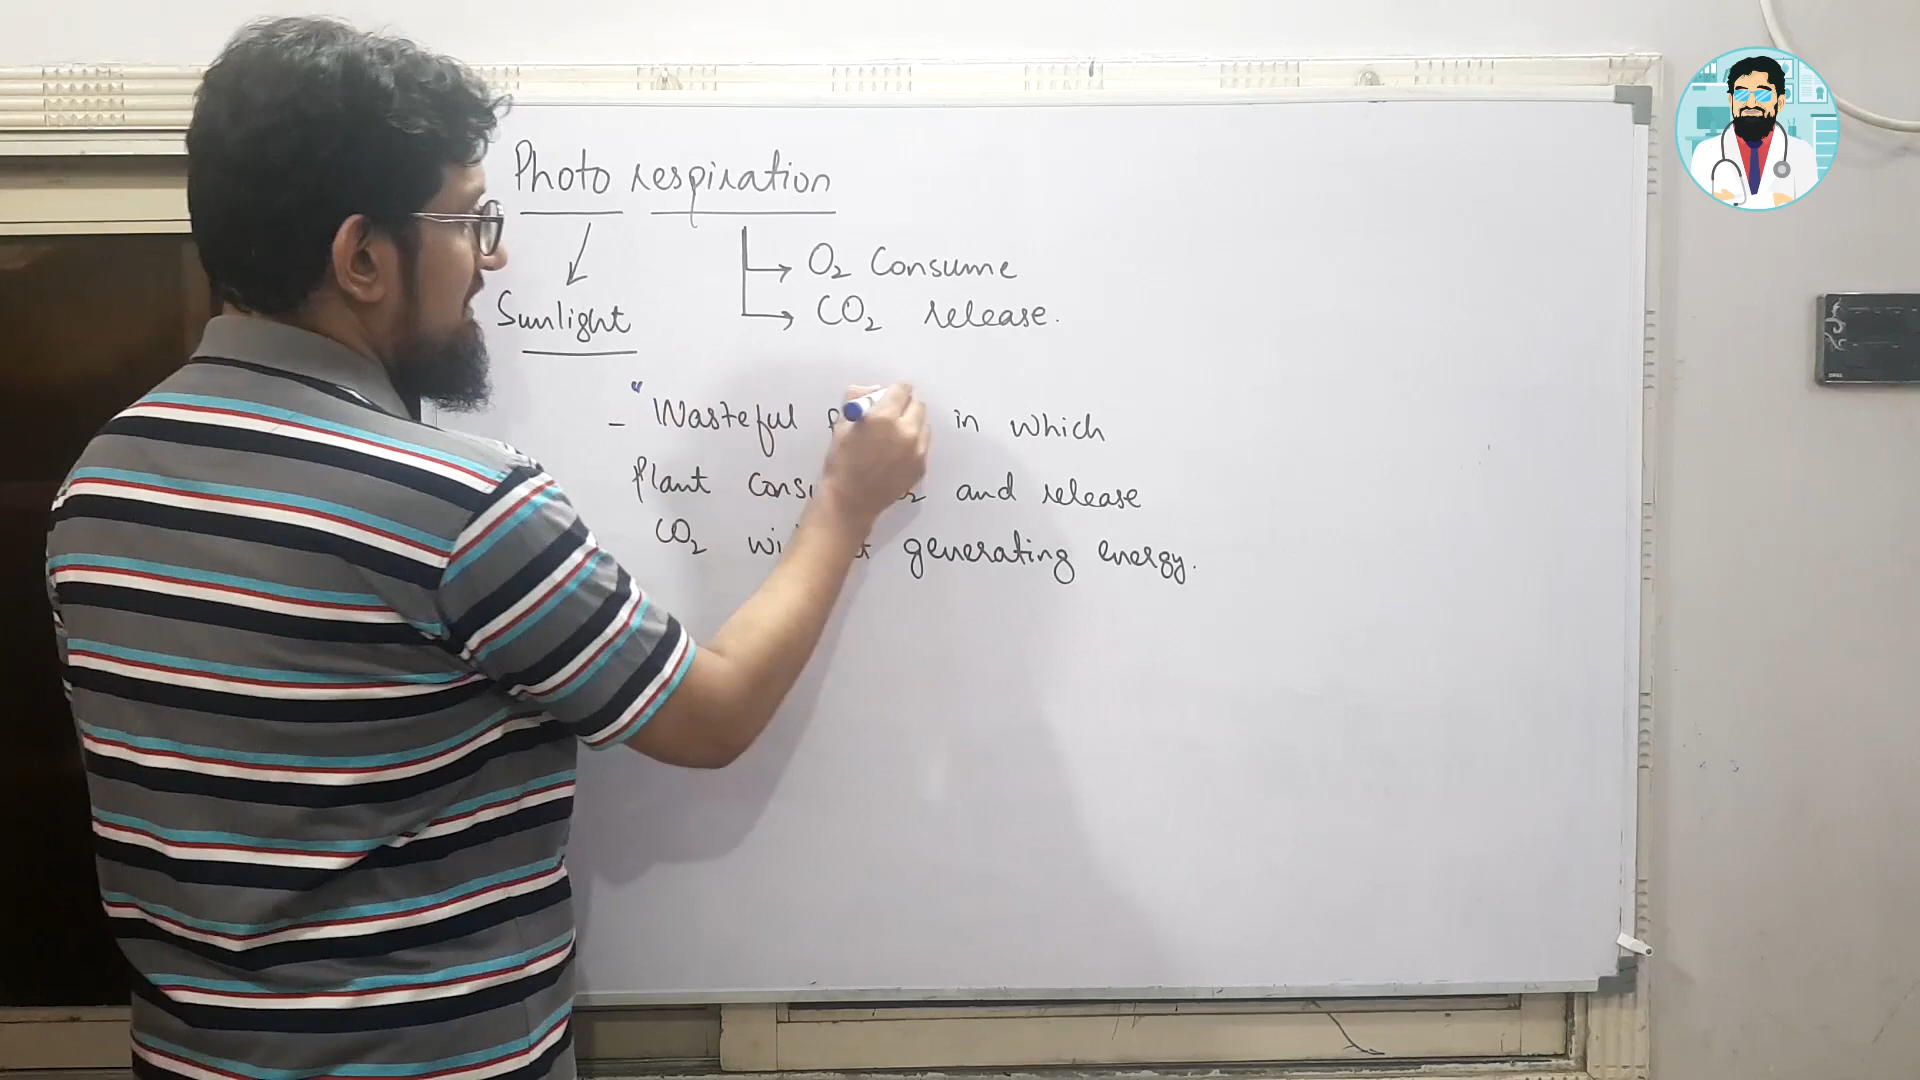 Photo respiration
→ O₂ Consume
→ CO₂ release.
Sunlight
- "Wasteful in which
Plant and release
CO₂ generating energy.